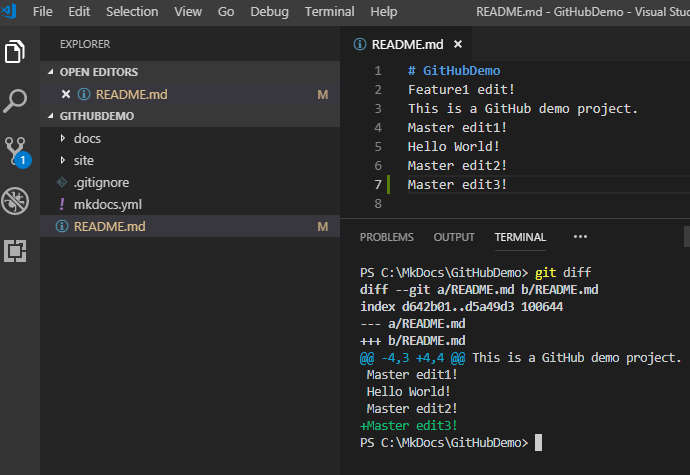 File Edit Selection View Go Debug Terminal Help README.md - GitHubDemo - Visual Stu
EXPLORER
OPEN EDITORS
README.md M
GITHUBDEMO
docs
site
.gitignore
! mkdocs.yml
README.md M
1
README.md
1 # GitHubDemo
2 Feature1 edit!
3 This is a GitHub demo project.
4 Master edit1!
5 Hello World!
6 Master edit2!
7 Master edit3!
8
PROBLEMS OUTPUT TERMINAL ...
PS C:\MkDocs\GitHubDemo> git diff
diff --git a/README.md b/README.md
index d642b01..d5a49d3 100644
--- a/README.md
+++ b/README.md
@@ -4,3 +4,4 @@ This is a GitHub demo project.
 Master edit1!
 Hello World!
 Master edit2!
+Master edit3!
PS C:\MkDocs\GitHubDemo>